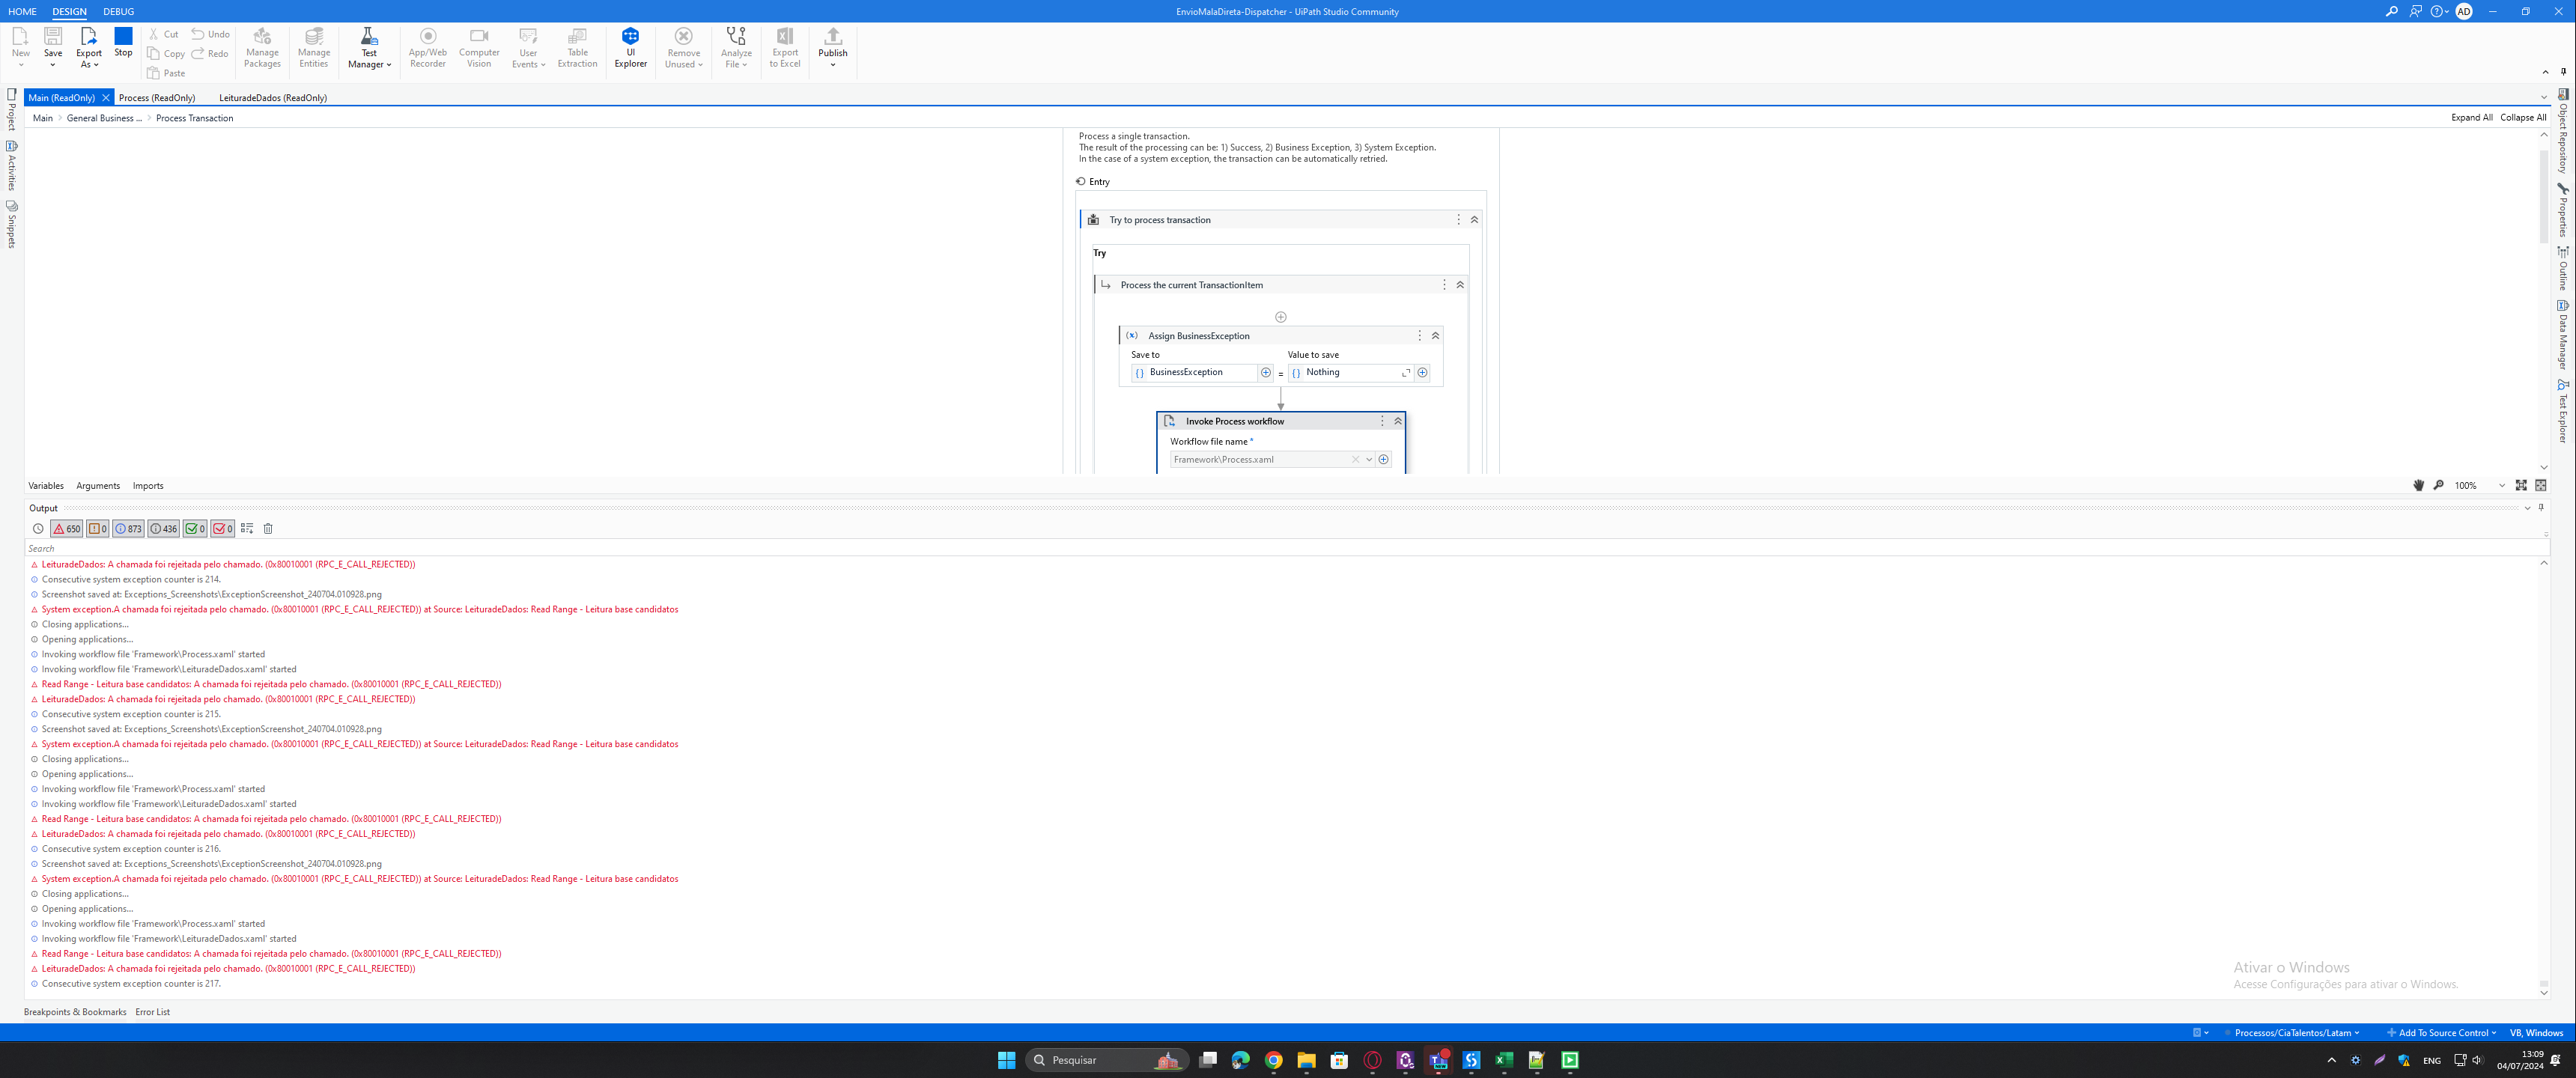 HOME DESIGN DEBUG
EnvioMalaDireta-Dispatcher - UiPath Studio Community
AD
New
Save
Export As
Stop
Cut
Copy
Paste
Undo
Redo
Manage Packages
Manage Entities
Test Manager
App/Web Recorder
Computer Vision
User Events
Table Extraction
UI Explorer
Remove Unused
Analyze File
Export to Excel
Publish
Main (ReadOnly) Process (ReadOnly) LeituradeDados (ReadOnly)
Main > General Business ... > Process Transaction
Expand All Collapse All
Project
Activities
Snippets
Object Repository
Properties
Outline
Data Manager
Test Explorer
Process a single transaction.
The result of the processing can be: 1) Success, 2) Business Exception, 3) System Exception.
In the case of a system exception, the transaction can be automatically retried.
Entry
Try to process transaction
Try
Process the current TransactionItem
Assign BusinessException
Save to Value to save
BusinessException = Nothing
Invoke Process workflow
Workflow file name *
Framework\Process.xaml
Variables Arguments Imports
100%
Output
650 0 873 436 0 0
Search
LeituradeDados: A chamada foi rejeitada pelo chamado. (0x80010001 (RPC_E_CALL_REJECTED))
Consecutive system exception counter is 214.
Screenshot saved at: Exceptions_Screenshots\ExceptionScreenshot_240704.010928.png
System exception.A chamada foi rejeitada pelo chamado. (0x80010001 (RPC_E_CALL_REJECTED)) at Source: LeituradeDados: Read Range - Leitura base candidatos
Closing applications...
Opening applications...
Invoking workflow file 'Framework\Process.xaml' started
Invoking workflow file 'Framework\LeituradeDados.xaml' started
Read Range - Leitura base candidatos: A chamada foi rejeitada pelo chamado. (0x80010001 (RPC_E_CALL_REJECTED))
LeituradeDados: A chamada foi rejeitada pelo chamado. (0x80010001 (RPC_E_CALL_REJECTED))
Consecutive system exception counter is 215.
Screenshot saved at: Exceptions_Screenshots\ExceptionScreenshot_240704.010928.png
System exception.A chamada foi rejeitada pelo chamado. (0x80010001 (RPC_E_CALL_REJECTED)) at Source: LeituradeDados: Read Range - Leitura base candidatos
Closing applications...
Opening applications...
Invoking workflow file 'Framework\Process.xaml' started
Invoking workflow file 'Framework\LeituradeDados.xaml' started
Read Range - Leitura base candidatos: A chamada foi rejeitada pelo chamado. (0x80010001 (RPC_E_CALL_REJECTED))
LeituradeDados: A chamada foi rejeitada pelo chamado. (0x80010001 (RPC_E_CALL_REJECTED))
Consecutive system exception counter is 216.
Screenshot saved at: Exceptions_Screenshots\ExceptionScreenshot_240704.010928.png
System exception.A chamada foi rejeitada pelo chamado. (0x80010001 (RPC_E_CALL_REJECTED)) at Source: LeituradeDados: Read Range - Leitura base candidatos
Closing applications...
Opening applications...
Invoking workflow file 'Framework\Process.xaml' started
Invoking workflow file 'Framework\LeituradeDados.xaml' started
Read Range - Leitura base candidatos: A chamada foi rejeitada pelo chamado. (0x80010001 (RPC_E_CALL_REJECTED))
LeituradeDados: A chamada foi rejeitada pelo chamado. (0x80010001 (RPC_E_CALL_REJECTED))
Consecutive system exception counter is 217.
Ativar o Windows
Acesse Configurações para ativar o Windows.
Breakpoints & Bookmarks Error List
Processos/CiaTalentos/Latam Add To Source Control VB, Windows
Pesquisar
ENG
13:09
04/07/2024